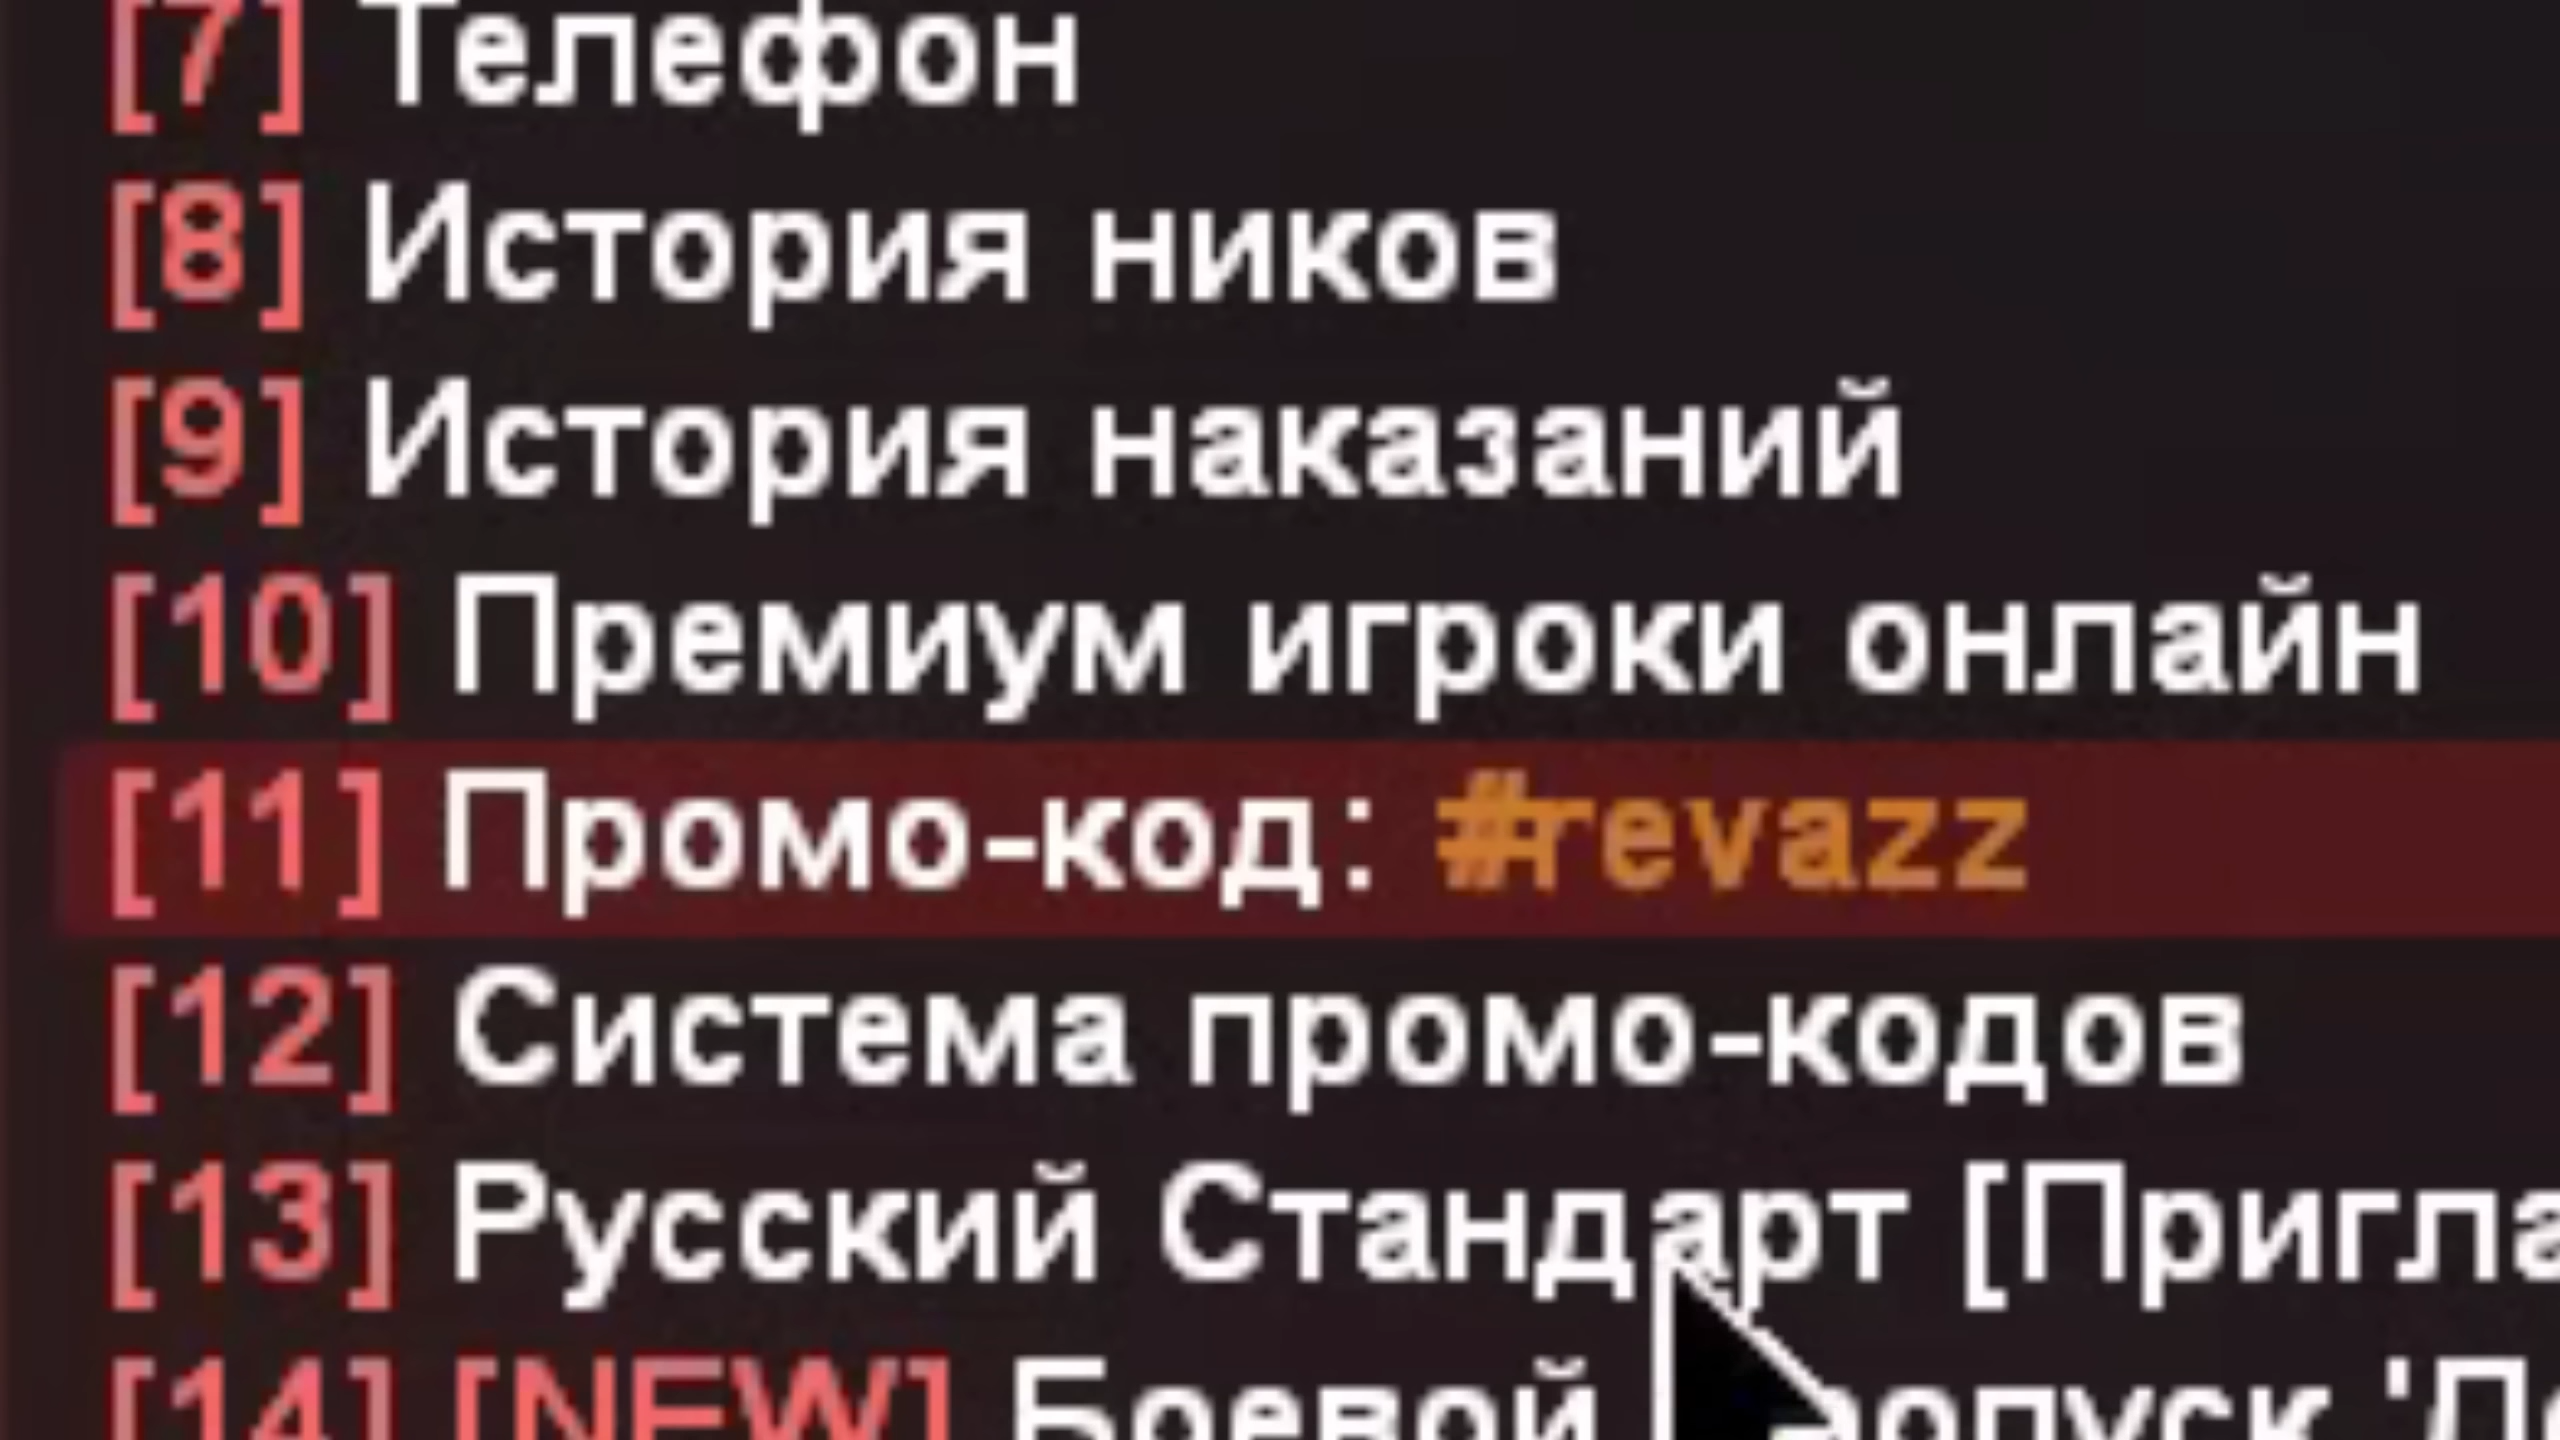 [7] Телефон
[8] История ников
[9] История наказаний
[10] Премиум игроки онлайн
[11] Промо-код: #revazz
[12] Система промо-кодов
[13] Русский Стандарт [Пригла
[14] [NEW] Боевой